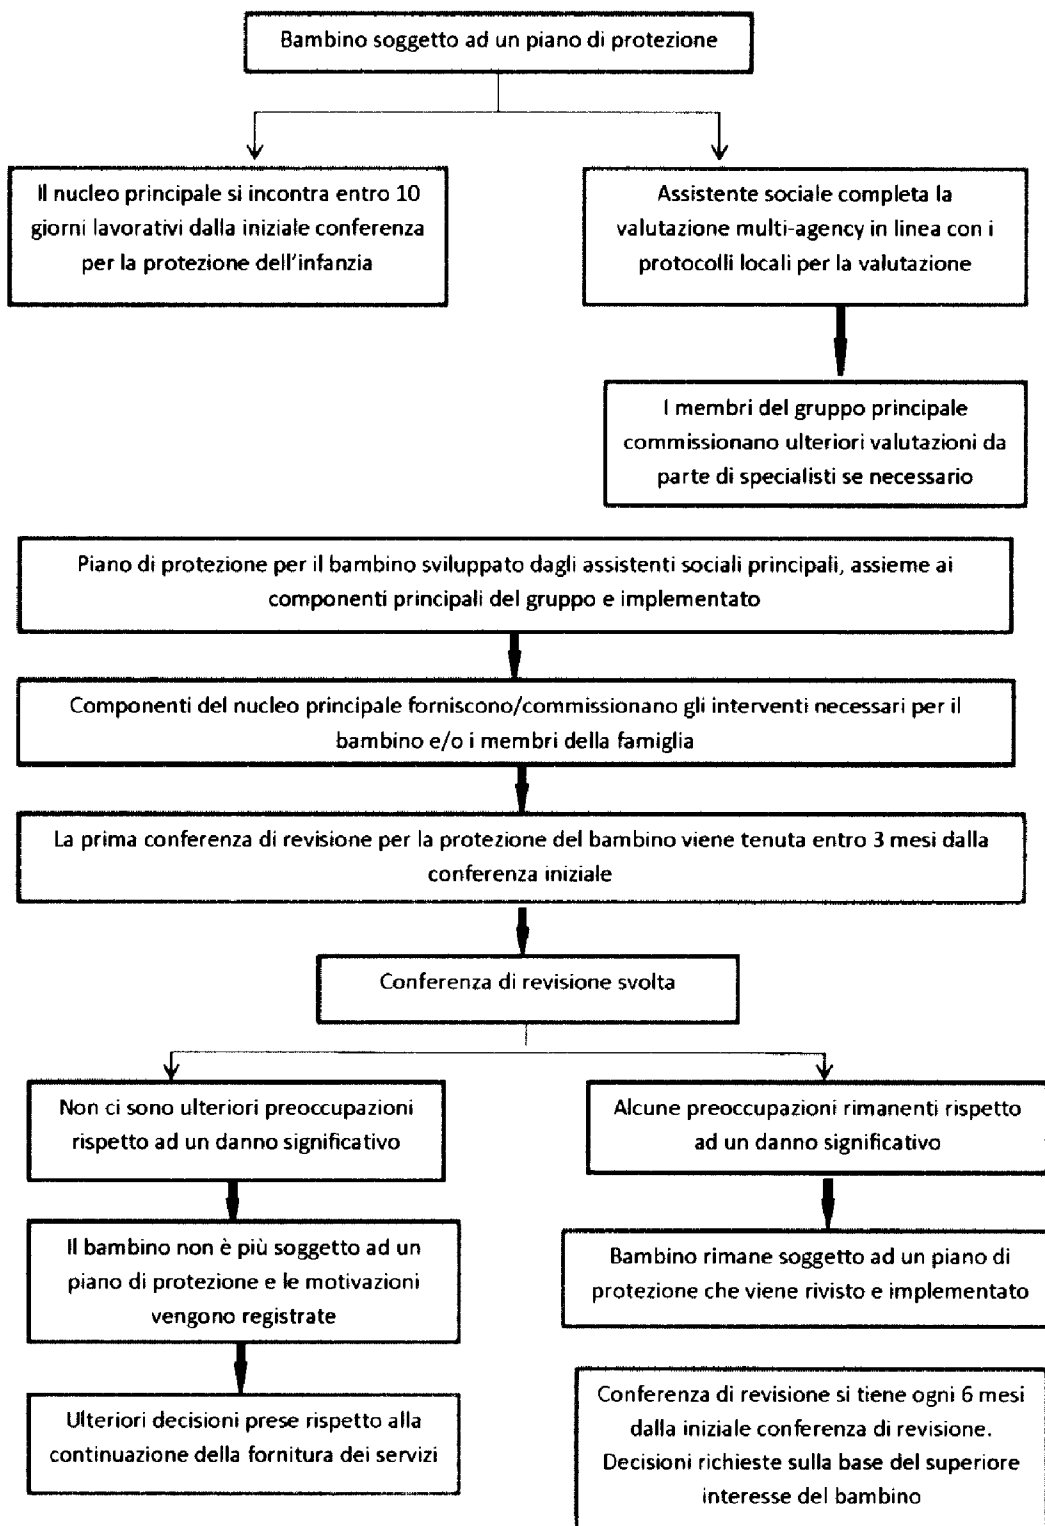 Bambino soggetto ad un piano di protezione
Il nucleo principale si incontra entro 10
giorni lavorativi dalla iniziale conferenza
per la protezione dell'infanzia
Assistente sociale completa la
valutazione multi-agency in linea con i
protocolli locali per la valutazione
I membri del gruppo principale
commissionano ulteriori valutazioni da
parte di specialisti se necessario
Piano di protezione per il bambino sviluppato dagli assistenti sociali principali, assieme ai
componenti principali del gruppo e implementato
Componenti del nucleo principale forniscono/commissionano gli interventi necessari per il
bambino e/o i membri della famiglia
La prima conferenza di revisione per la protezione del bambino viene tenuta entro 3 mesi dalla
conferenza iniziale
Conferenza di revisione svolta
Non ci sono ulteriori preoccupazioni
rispetto ad un danno significativo
Alcune preoccupazioni rimanenti rispetto
ad un danno significativo
Il bambino non è più soggetto ad un
piano di protezione e le motivazioni
vengono registrate
Bambino rimane soggetto ad un piano di
protezione che viene rivisto e implementato
Ulteriori decisioni prese rispetto alla
continuazione della fornitura dei servizi
Conferenza di revisione si tiene ogni 6 mesi
dalla iniziale conferenza di revisione.
Decisioni richieste sulla base del superiore
interesse del bambino